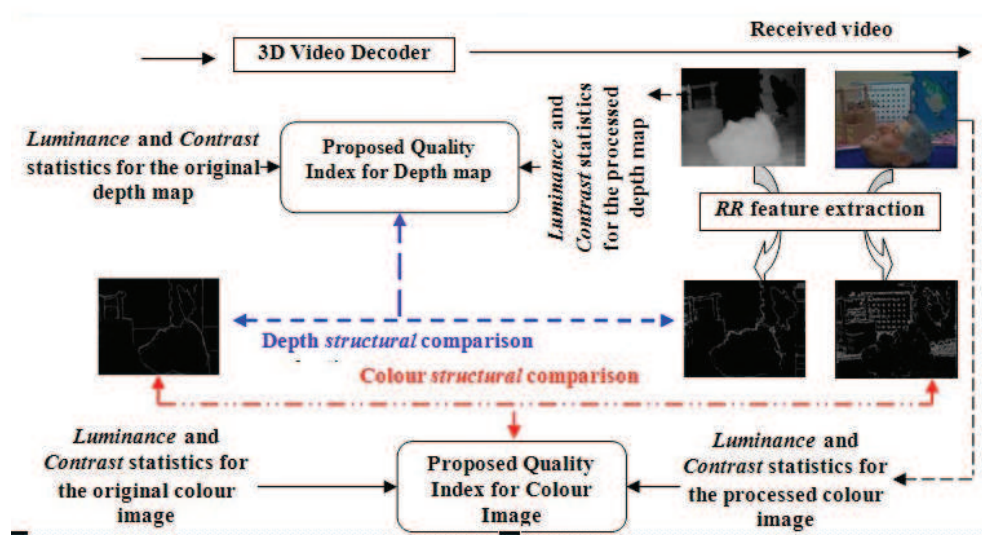 Received video
3D Video Decoder
Luminance and Contrast
statistics for the original
depth map
Proposed Quality
Index for Depth map
Luminance and
Contrast statistics
for the processed
depth map
RR feature extraction
Depth structural comparison
Colour structural comparison
Luminance and
Contrast statistics for
the original colour
image
Proposed Quality
Index for Colour
Image
Luminance and
Contrast statistics for
the processed colour
image